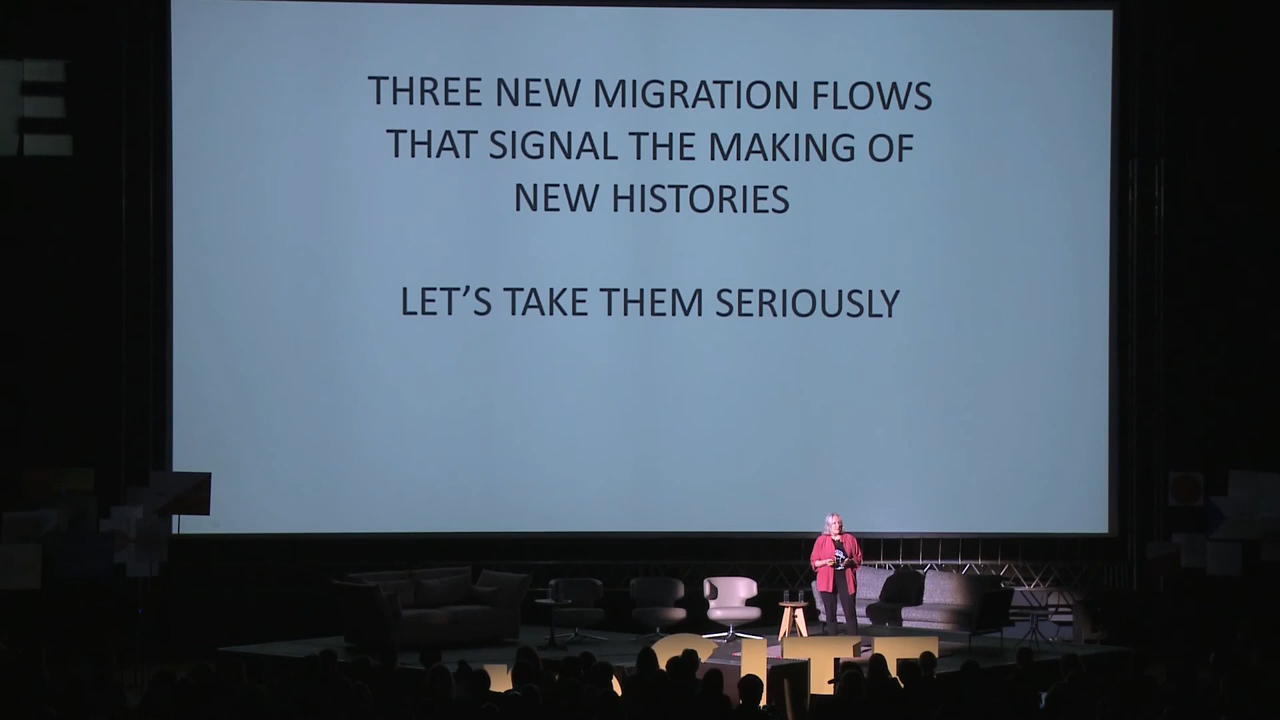 THREE NEW MIGRATION FLOWS
THAT SIGNAL THE MAKING OF
NEW HISTORIES
LET'S TAKE THEM SERIOUSLY